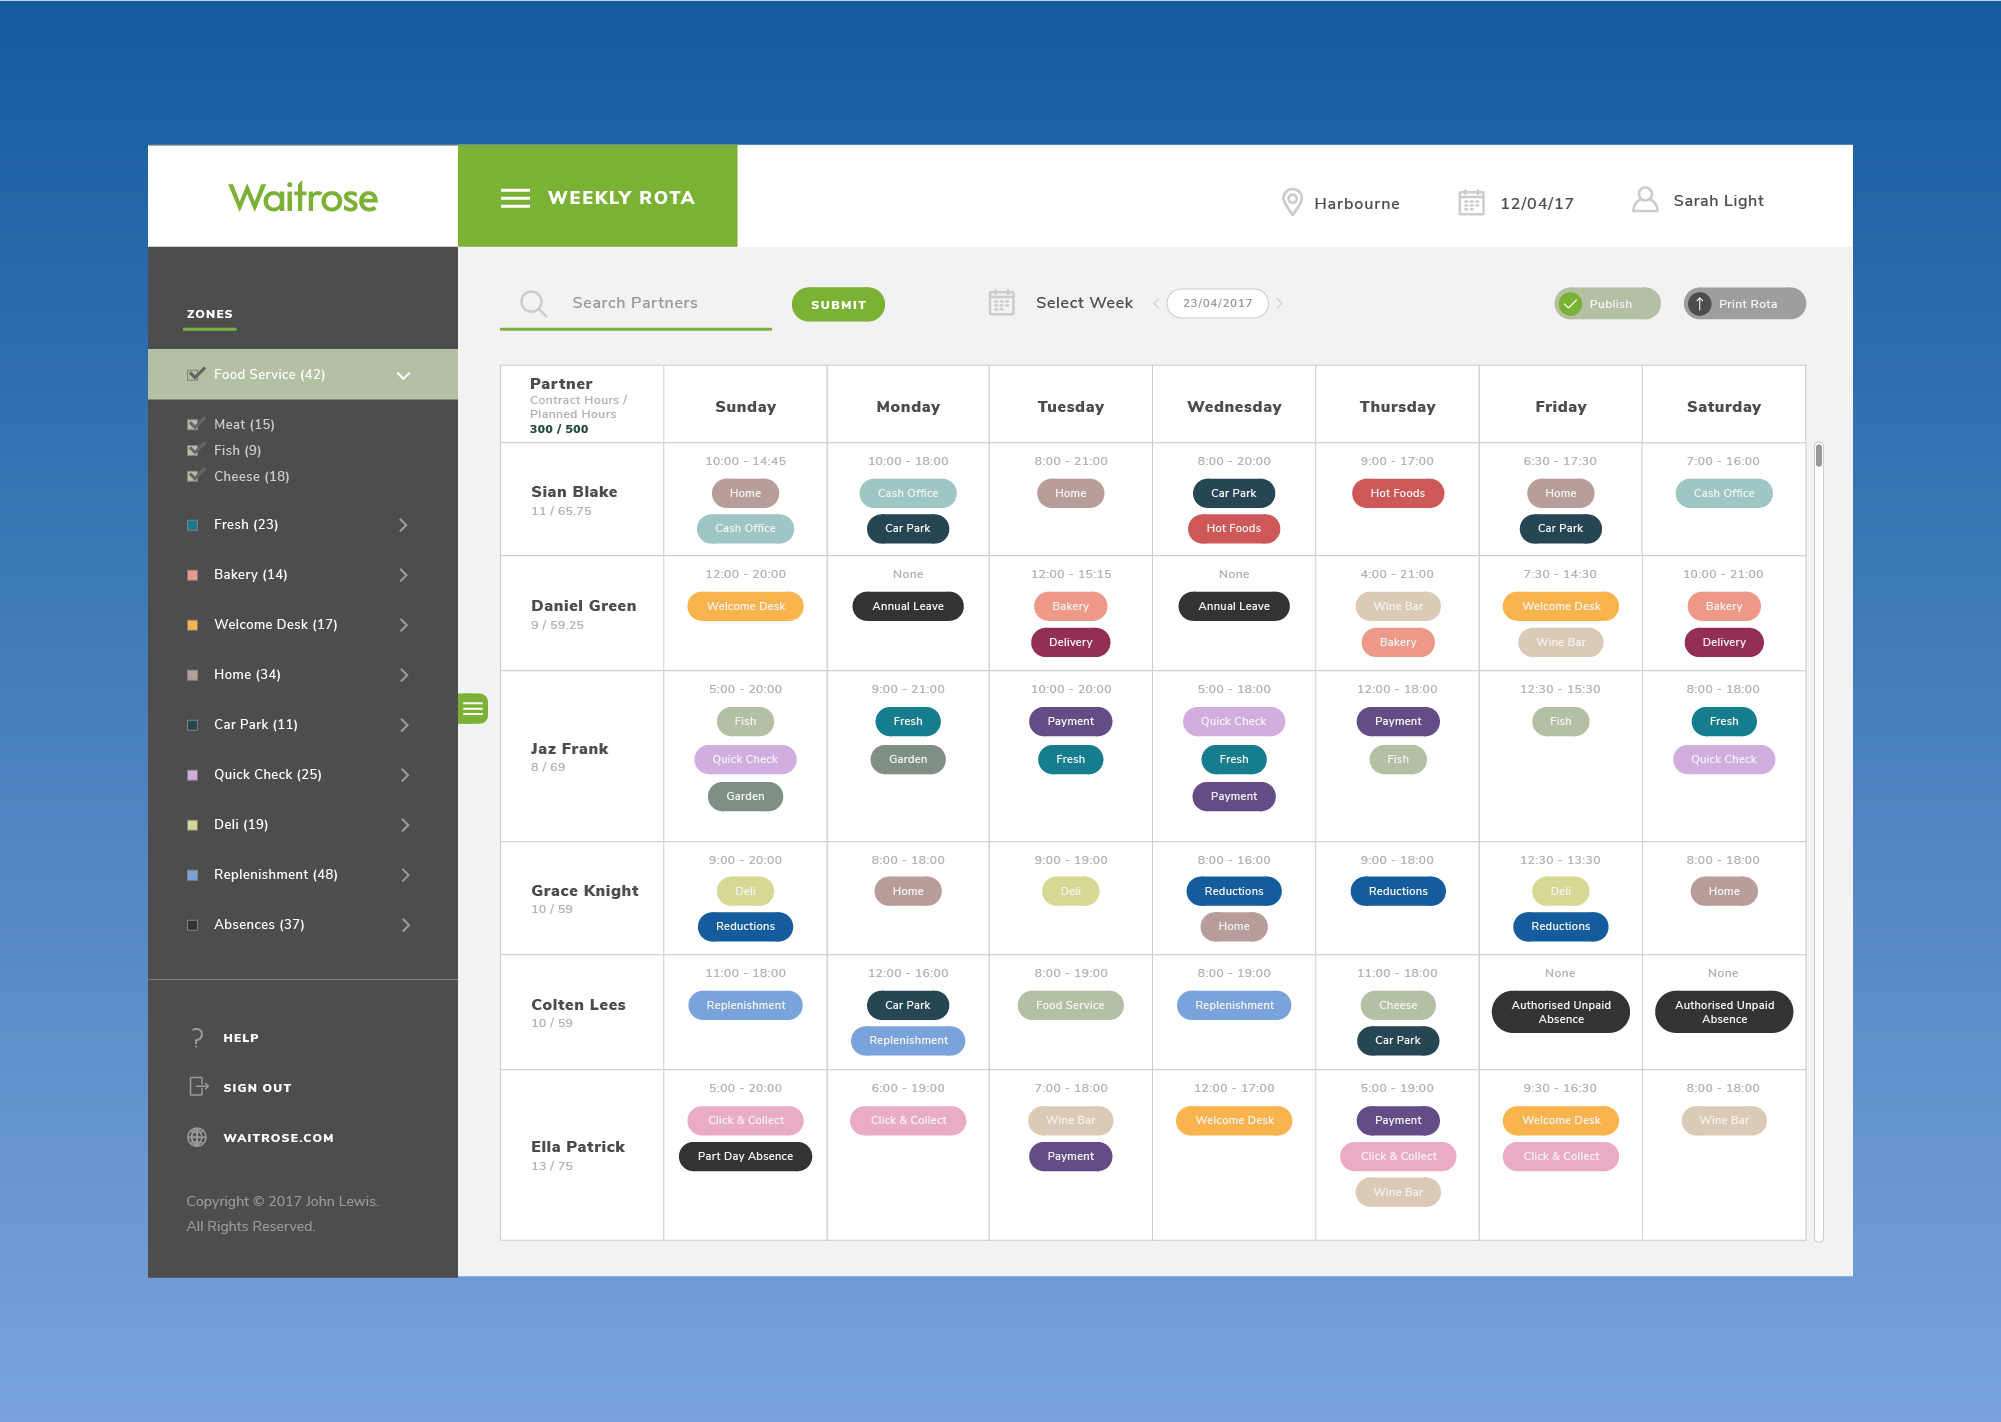 Waitrose
WEEKLY ROTA
Harbourne
12/04/17
Sarah Light
ZONES
Food Service (42)
Meat (15)
Fish (9)
Cheese (18)
Fresh (23)
Bakery (14)
Welcome Desk (17)
Home (34)
Car Park (11)
Quick Check (25)
Deli (19)
Replenishment (48)
Absences (37)
HELP
SIGN OUT
WAITROSE.COM
Copyright © 2017 John Lewis.
All Rights Reserved.
Search Partners
SUBMIT
Select Week
23/04/2017
Publish
Print Rota
Partner
Contract Hours /
Planned Hours
300 / 500
Sunday
Monday
Tuesday
Wednesday
Thursday
Friday
Saturday
Sian Blake
11 / 65.75
10:00 - 14:45
Home
Cash Office
10:00 - 18:00
Cash Office
Car Park
8:00 - 21:00
Home
8:00 - 20:00
Car Park
Hot Foods
9:00 - 17:00
Hot Foods
6:30 - 17:30
Home
Car Park
7:00 - 16:00
Cash Office
Daniel Green
9 / 59.25
12:00 - 20:00
Welcome Desk
None
Annual Leave
12:00 - 15:15
Bakery
Delivery
None
Annual Leave
4:00 - 21:00
Wine Bar
Bakery
7:30 - 14:30
Welcome Desk
Wine Bar
10:00 - 21:00
Bakery
Delivery
Jaz Frank
8 / 69
5:00 - 20:00
Fish
Quick Check
Garden
9:00 - 21:00
Fresh
Garden
10:00 - 20:00
Payment
Fresh
5:00 - 18:00
Quick Check
Fresh
Payment
12:00 - 18:00
Payment
Fish
12:30 - 15:30
Fish
8:00 - 18:00
Fresh
Quick Check
Grace Knight
10 / 59
9:00 - 20:00
Deli
Reductions
8:00 - 18:00
Home
9:00 - 19:00
Deli
8:00 - 16:00
Reductions
Home
9:00 - 18:00
Reductions
12:30 - 13:30
Deli
Reductions
8:00 - 18:00
Home
Colten Lees
10 / 59
11:00 - 18:00
Replenishment
12:00 - 16:00
Car Park
Replenishment
8:00 - 19:00
Food Service
8:00 - 19:00
Replenishment
11:00 - 18:00
Cheese
Car Park
None
Authorised Unpaid
Absence
None
Authorised Unpaid
Absence
Ella Patrick
13 / 75
5:00 - 20:00
Click & Collect
Part Day Absence
6:00 - 19:00
Click & Collect
7:00 - 18:00
Wine Bar
Payment
12:00 - 17:00
Welcome Desk
5:00 - 19:00
Payment
Click & Collect
Wine Bar
9:30 - 16:30
Welcome Desk
Click & Collect
8:00 - 18:00
Wine Bar